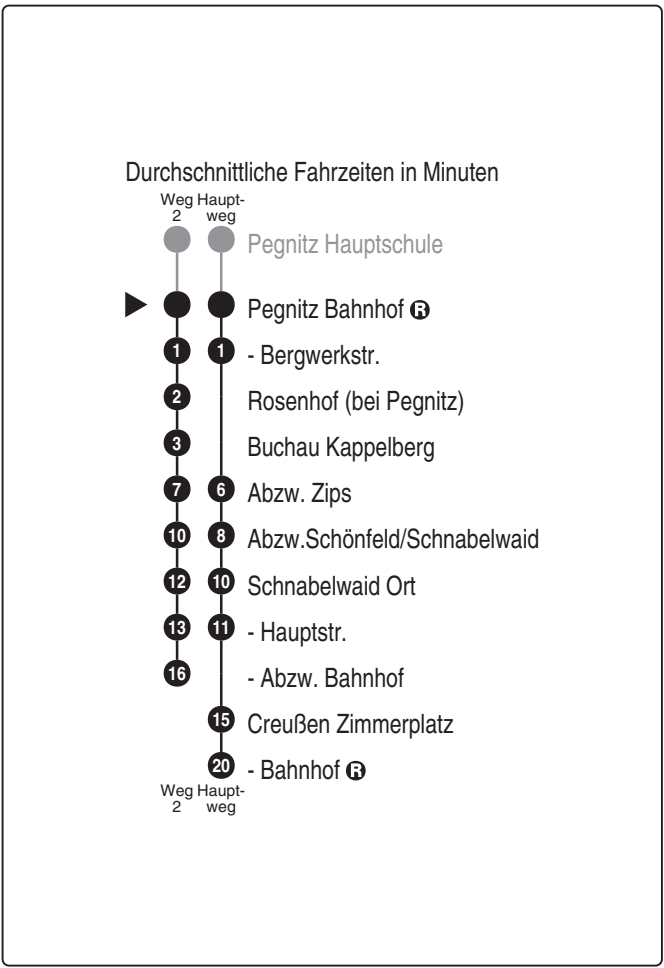 Durchschnittliche Fahrzeiten in Minuten
Weg Haupt-
2 weg
Pegnitz Hauptschule
Pegnitz Bahnhof R
1 1 - Bergwerkstr.
2 Rosenhof (bei Pegnitz)
3 Buchau Kappelberg
7 6 Abzw. Zips
10 8 Abzw.Schönfeld/Schnabelwaid
12 10 Schnabelwaid Ort
13 11 - Hauptstr.
16 - Abzw. Bahnhof
15 Creußen Zimmerplatz
20 - Bahnhof R
Weg Haupt-
2 weg